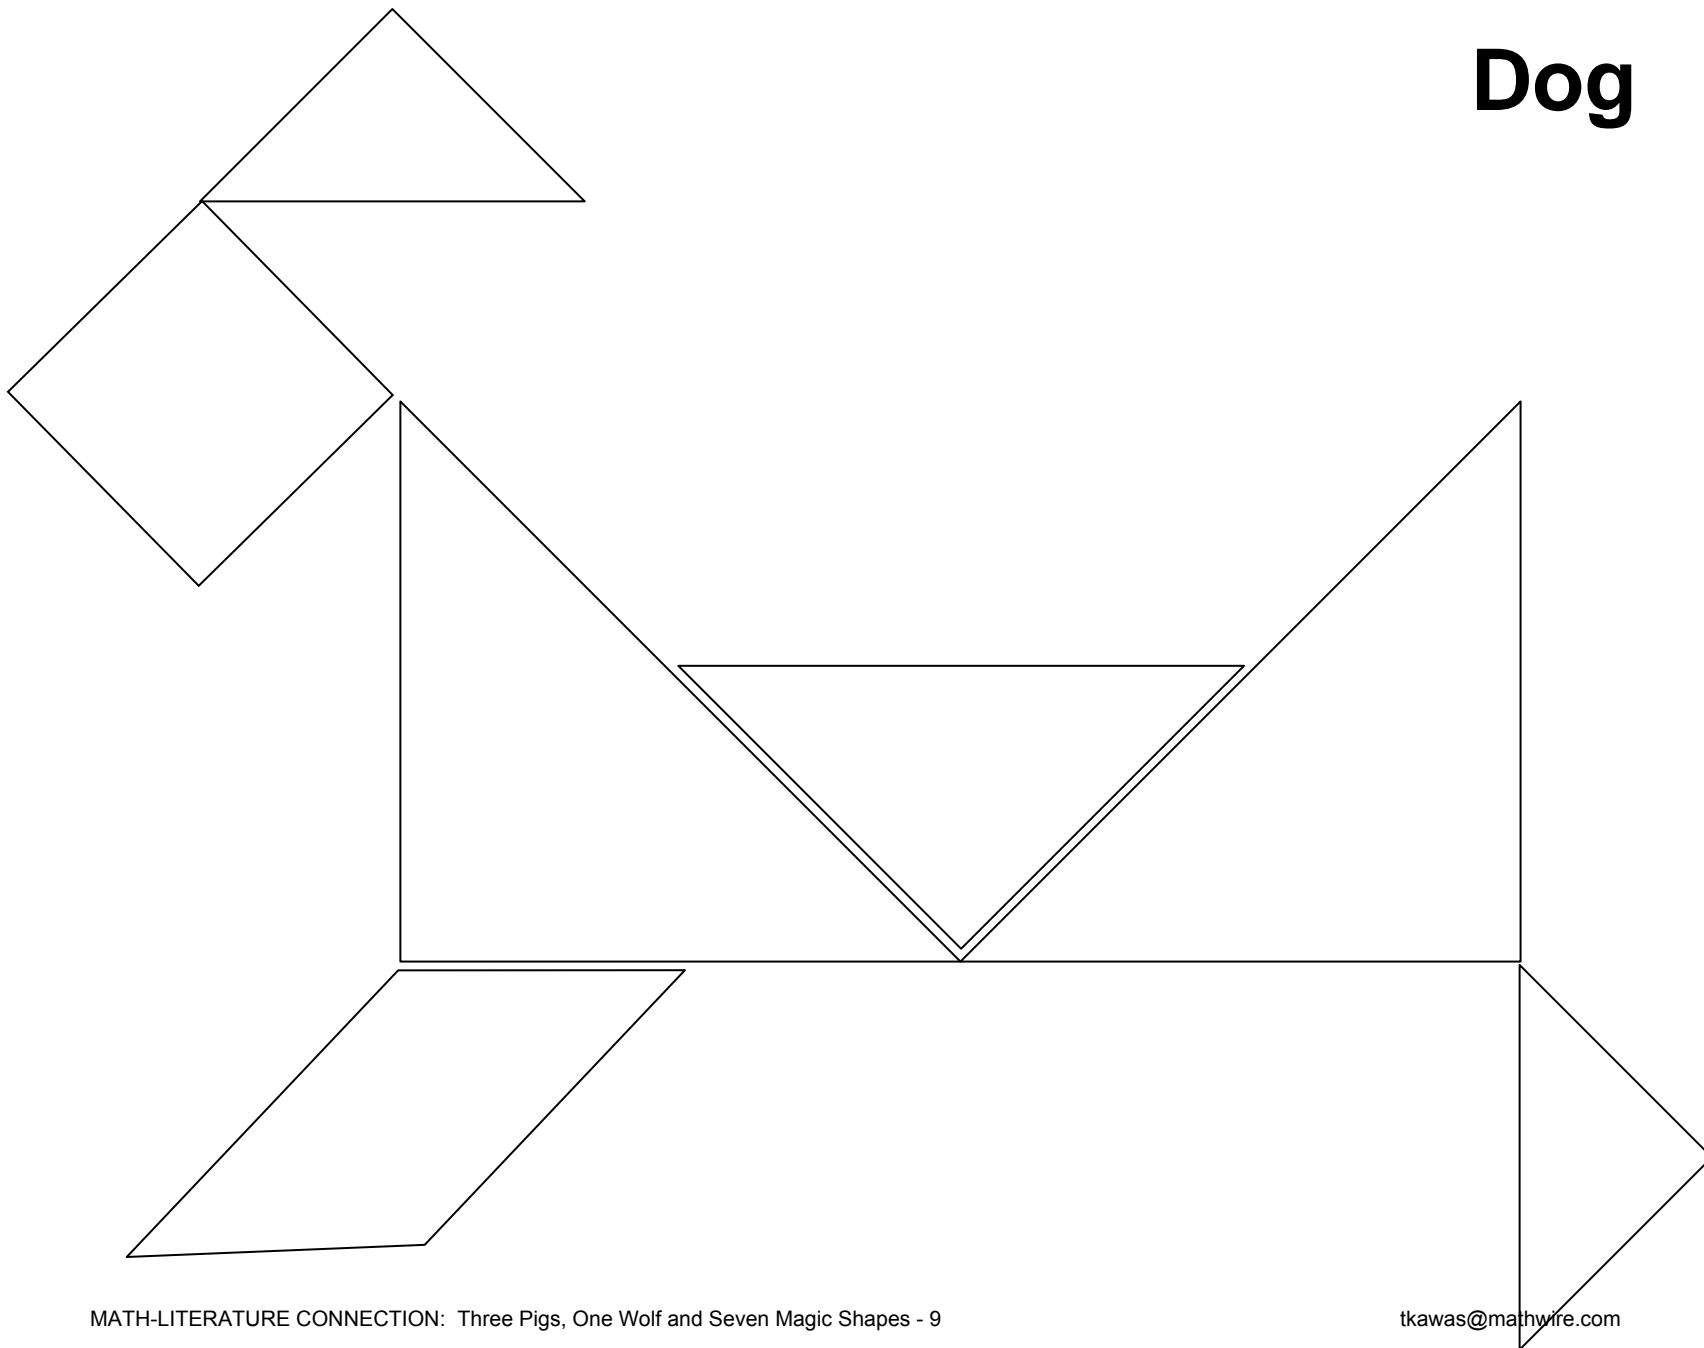 Dog
MATH-LITERATURE CONNECTION: Three Pigs, One Wolf and Seven Magic Shapes - 9
tkawas@mathwire.com